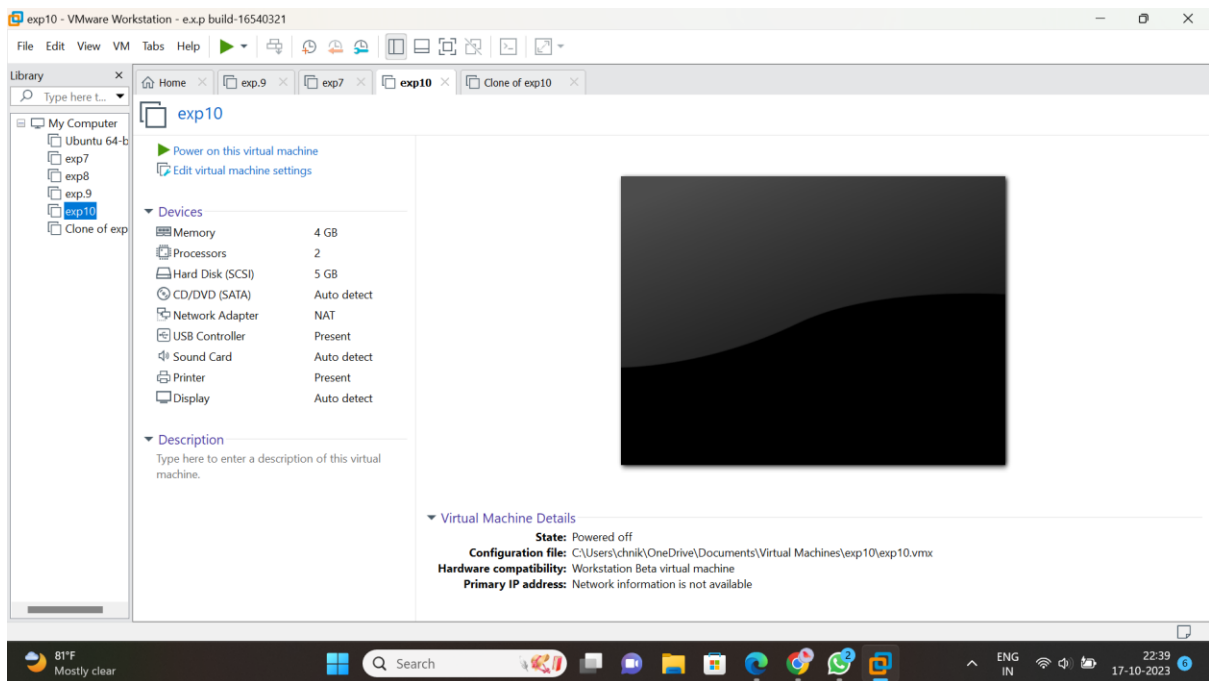 exp10 - VMware Workstation - e.x.p build-16540321
File Edit View VM Tabs Help
Library
Type here t...
My Computer
Ubuntu 64-b
exp7
exp8
exp.9
exp10
Clone of exp
Home
exp.9
exp7
exp10
Clone of exp10
exp10
Power on this virtual machine
Edit virtual machine settings
Devices
Memory 4 GB
Processors 2
Hard Disk (SCSI) 5 GB
CD/DVD (SATA) Auto detect
Network Adapter NAT
USB Controller Present
Sound Card Auto detect
Printer Present
Display Auto detect
Description
Type here to enter a description of this virtual
machine.
Virtual Machine Details
State: Powered off
Configuration file: C:\Users\chnik\OneDrive\Documents\Virtual Machines\exp10\exp10.vmx
Hardware compatibility: Workstation Beta virtual machine
Primary IP address: Network information is not available
81°F
Mostly clear
Search
2
ENG
IN
22:39
17-10-2023
6